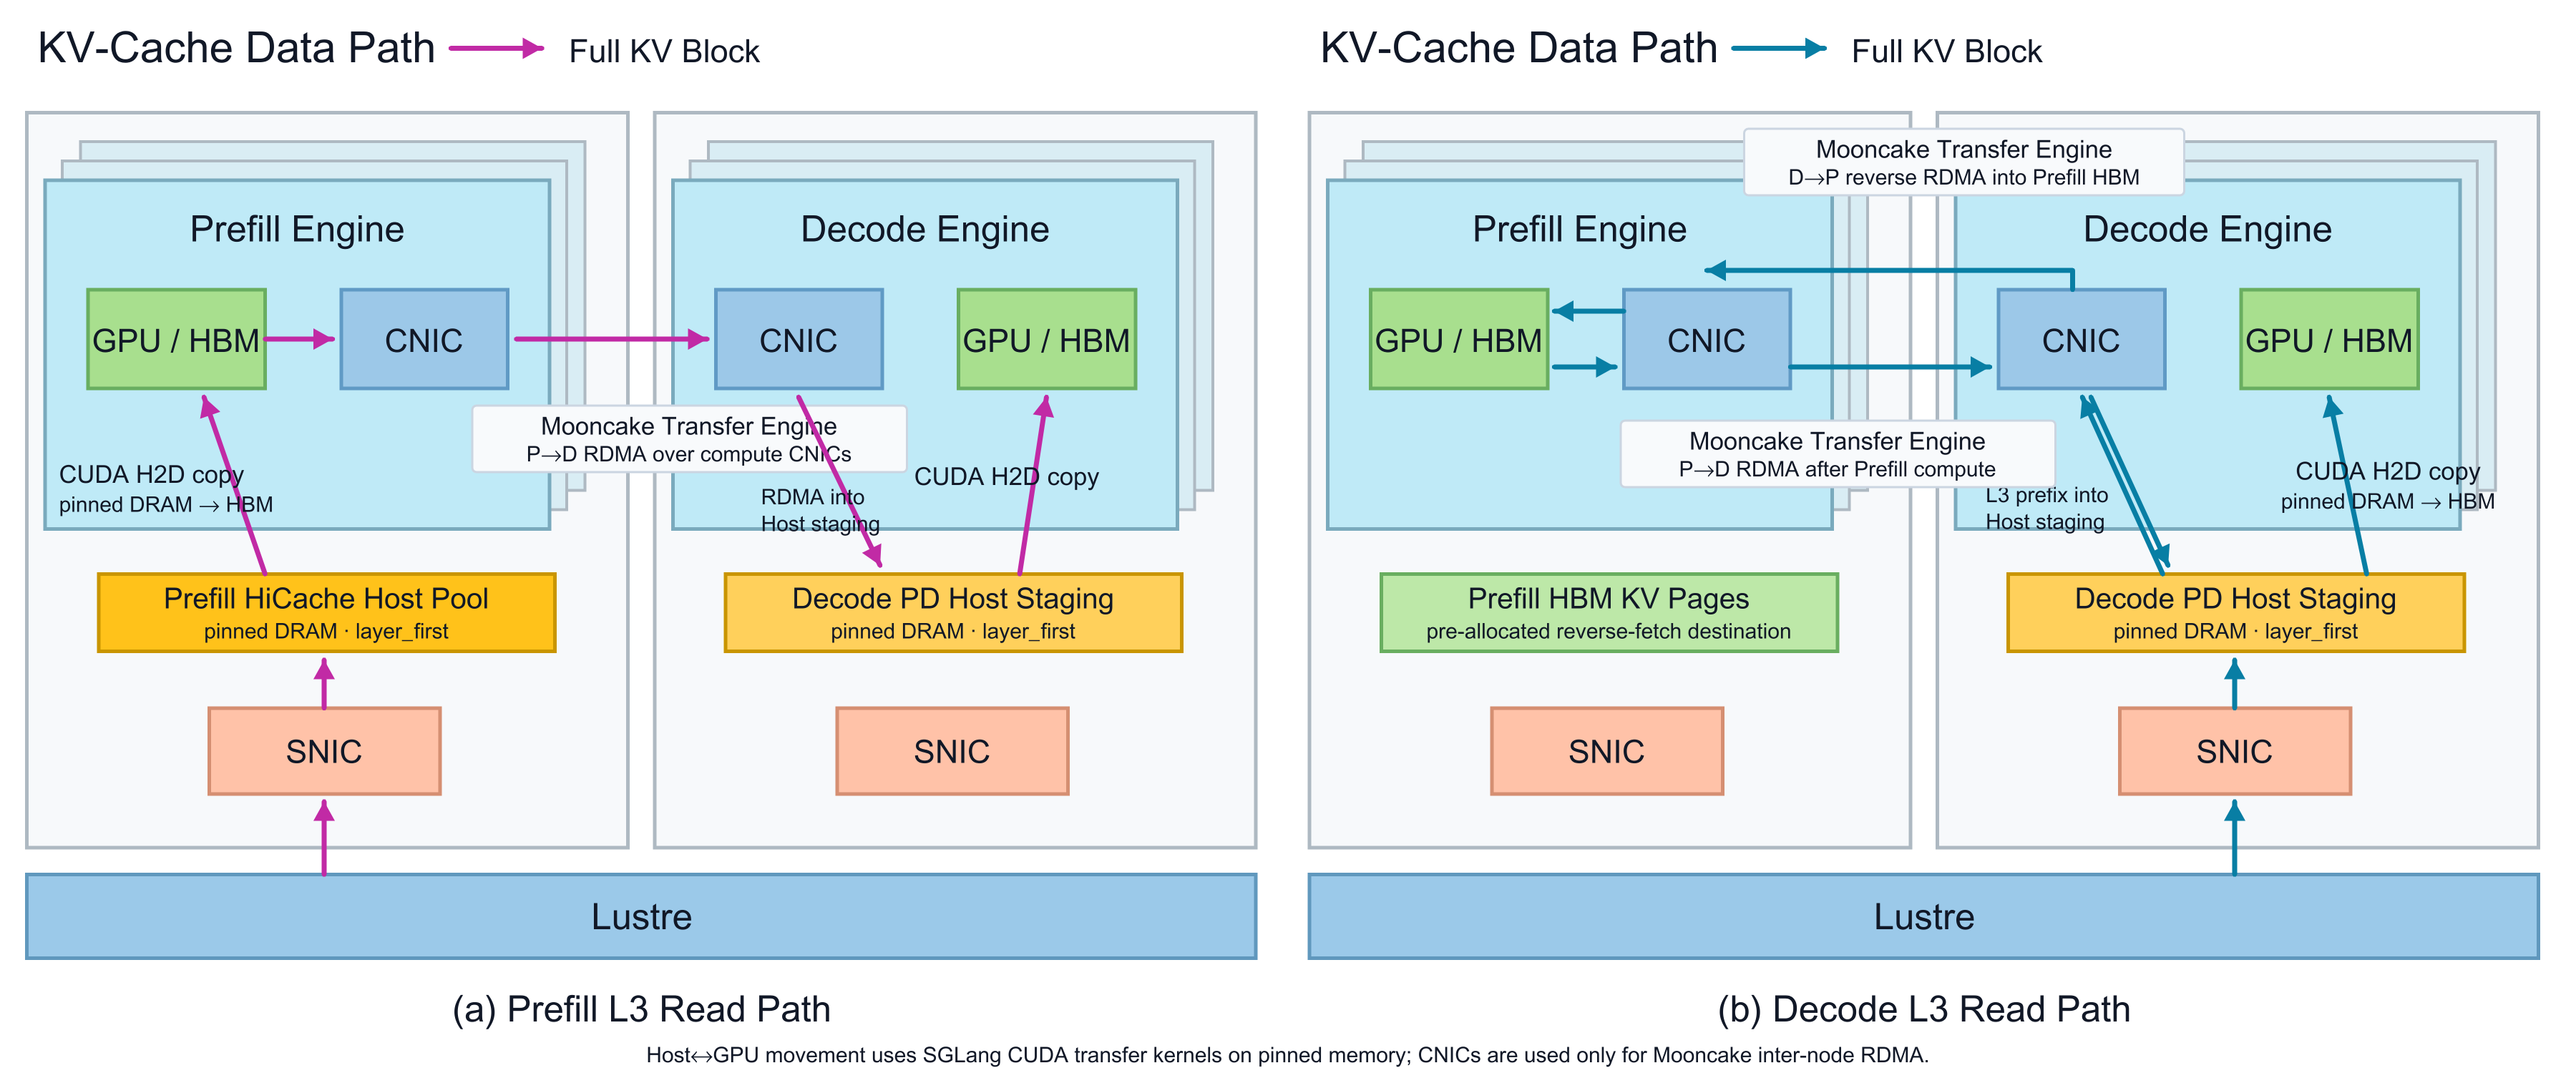 KV-Cache Data Path
Full KV Block
Prefill Engine
GPU / HBM
CNIC
CUDA H2D copy
pinned DRAM → HBM
Prefill HiCache Host Pool
pinned DRAM · layer_first
SNIC
Decode Engine
CNIC
GPU / HBM
Mooncake Transfer Engine
P→D RDMA over compute CNICs
RDMA into
Host staging
CUDA H2D copy
Decode PD Host Staging
pinned DRAM · layer_first
SNIC
Lustre
(a) Prefill L3 Read Path
KV-Cache Data Path
Full KV Block
Mooncake Transfer Engine
D→P reverse RDMA into Prefill HBM
Prefill Engine
GPU / HBM
CNIC
Prefill HBM KV Pages
pre-allocated reverse-fetch destination
SNIC
Decode Engine
CNIC
GPU / HBM
Mooncake Transfer Engine
P→D RDMA after Prefill compute
L3 prefix into
Host staging
CUDA H2D copy
pinned DRAM → HBM
Decode PD Host Staging
pinned DRAM · layer_first
SNIC
Lustre
(b) Decode L3 Read Path
Host↔GPU movement uses SGLang CUDA transfer kernels on pinned memory; CNICs are used only for Mooncake inter-node RDMA.